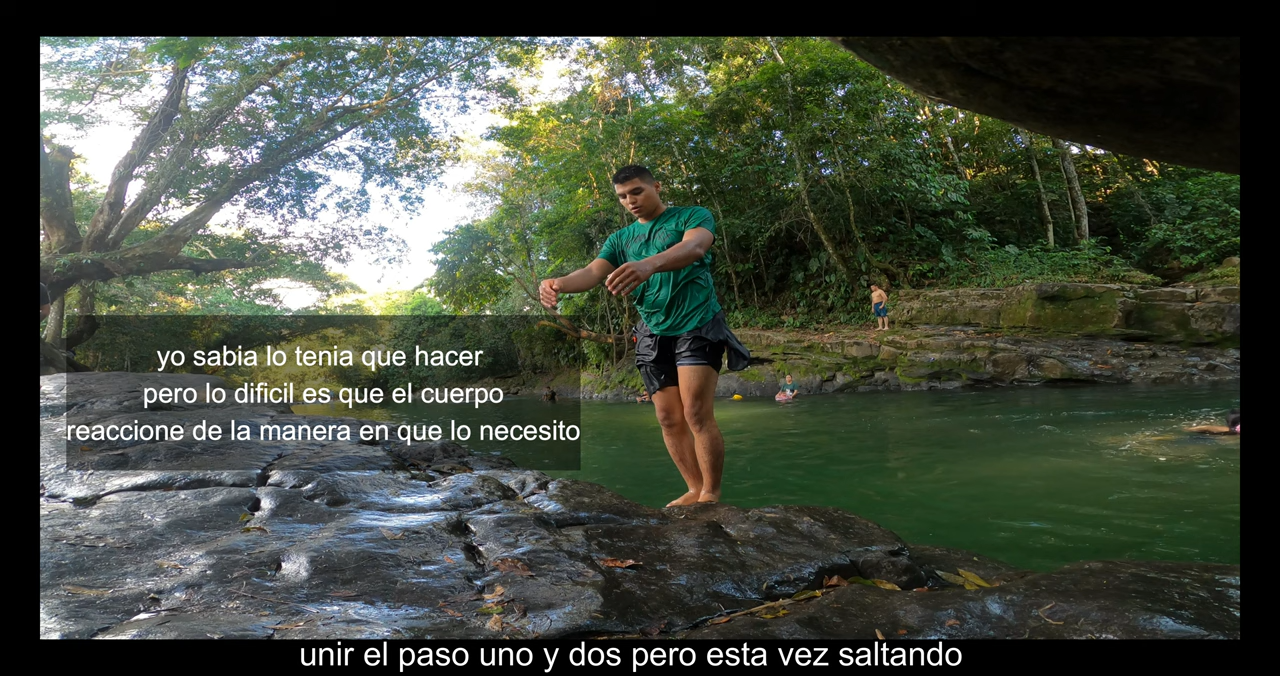 yo sabia lo tenia que hacer
pero lo dificil es que el cuerpo
reaccione de la manera en que lo necesito
unir el paso uno y dos pero esta vez saltando